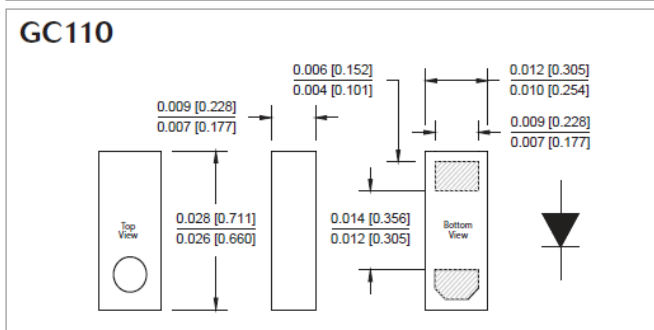 GC110
0.006 [0.152]
0.004 [0.101]
0.012 [0.305]
0.010 [0.254]
0.009 [0.228]
0.007 [0.177]
0.009 [0.228]
0.007 [0.177]
Top
View
0.028 [0.711]
0.026 [0.660]
0.014 [0.356]
0.012 [0.305]
Bottom
View